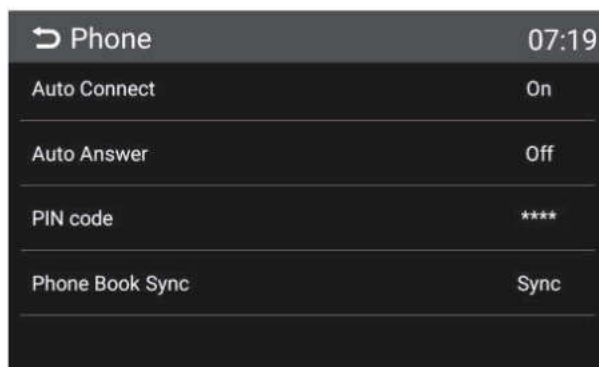 Phone 07:19
Auto Connect On
Auto Answer Off
PIN code ****
Phone Book Sync Sync